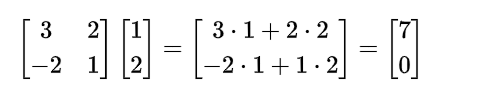 [ 3 2 ] [ 1 ] = [ 3 · 1 + 2 · 2 ] = [ 7 ]
[ −2 1 ] [ 2 ] [ −2 · 1 + 1 · 2 ] [ 0 ]